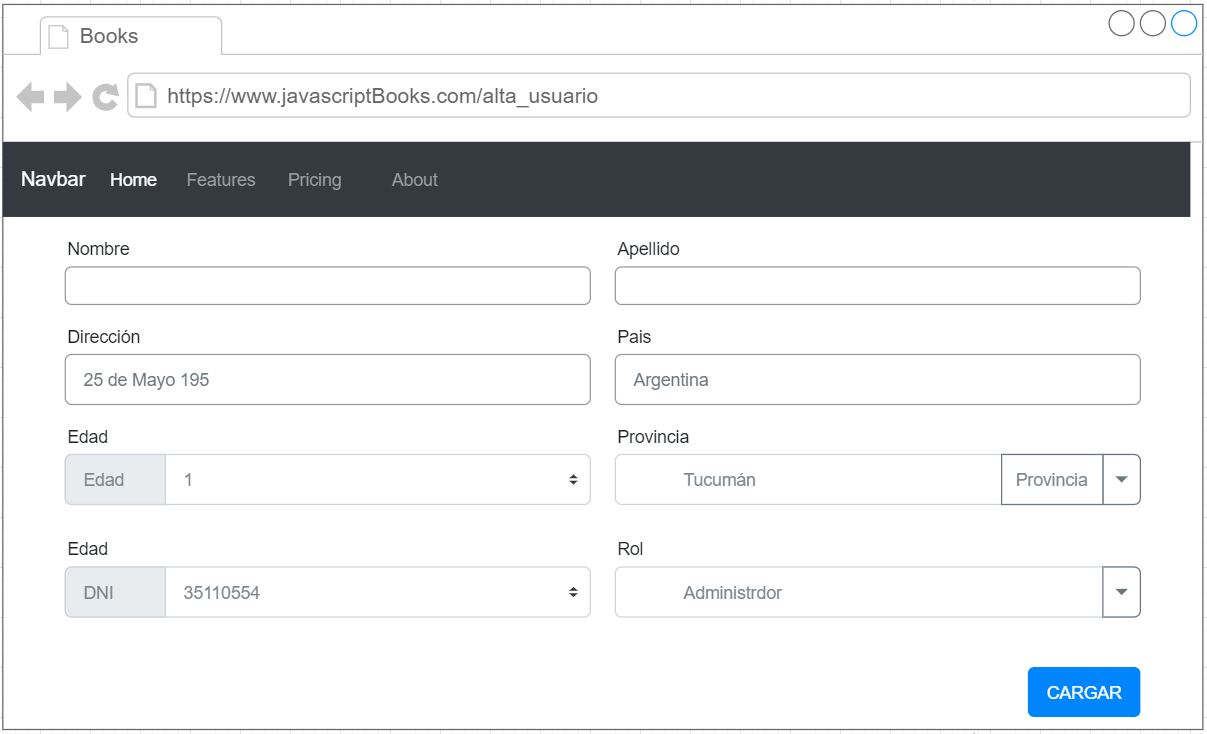 Books
https://www.javascriptBooks.com/alta_usuario
Navbar Home Features Pricing About
Nombre Apellido
Dirección Pais
25 de Mayo 195 Argentina
Edad Provincia
Edad 1 Tucumán Provincia
Edad Rol
DNI 35110554 Administrdor
CARGAR